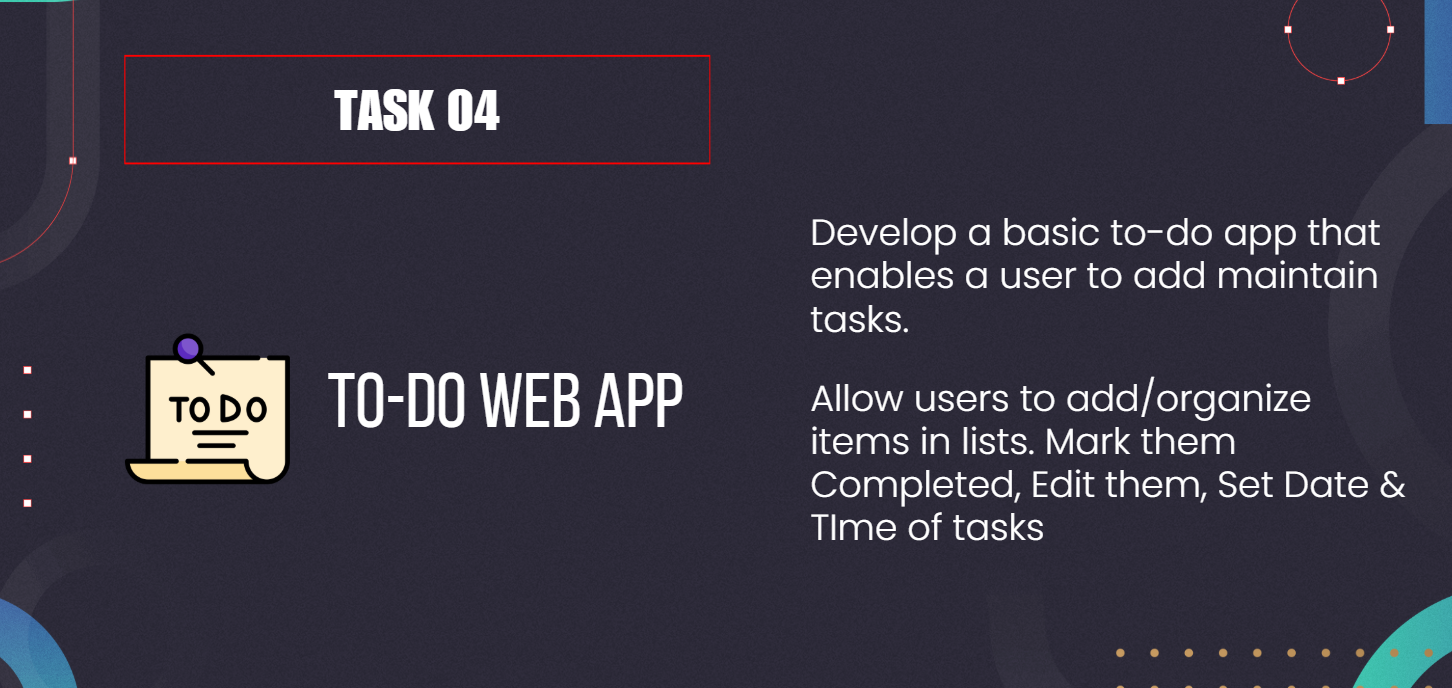 TASK 04
TO DO
TO-DO WEB APP
Develop a basic to-do app that
enables a user to add maintain
tasks.
Allow users to add/organize
items in lists. Mark them
Completed, Edit them, Set Date &
TIme of tasks